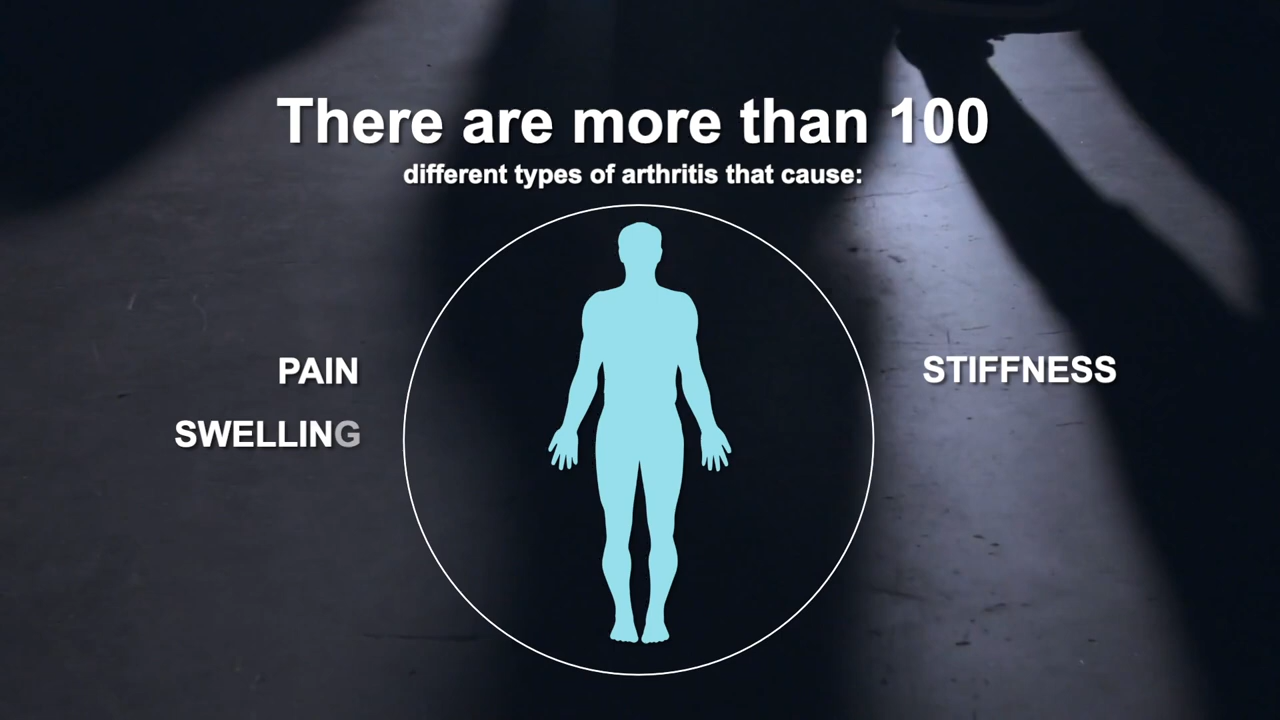 There are more than 100
different types of arthritis that cause:
PAIN
STIFFNESS
SWELLING